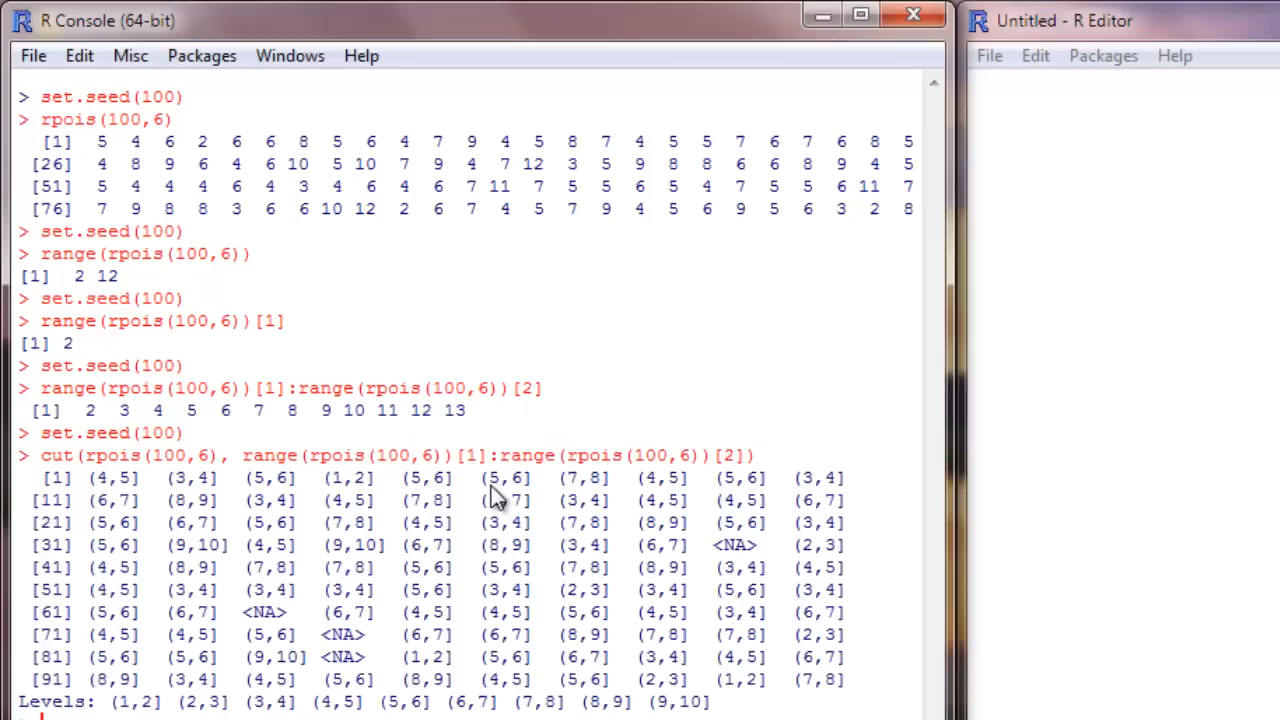 R Console (64-bit)
File Edit Misc Packages Windows Help
> set.seed(100)
> rpois(100,6)
[1] 5 4 6 2 6 6 8 5 6 4 7 9 4 5 8 7 4 5 5 7 6 7 6 8 5
[26] 4 8 9 6 4 6 10 5 10 7 9 4 7 12 3 5 9 8 8 6 6 8 9 4 5
[51] 5 4 4 4 6 4 3 4 6 4 6 7 11 7 5 5 6 5 4 7 5 5 6 11 7
[76] 7 9 8 8 3 6 6 10 12 2 6 7 4 5 7 9 4 5 6 9 5 6 3 2 8
> set.seed(100)
> range(rpois(100,6))
[1] 2 12
> set.seed(100)
> range(rpois(100,6))[1]
[1] 2
> set.seed(100)
> range(rpois(100,6))[1]:range(rpois(100,6))[2]
[1] 2 3 4 5 6 7 8 9 10 11 12 13
> set.seed(100)
> cut(rpois(100,6), range(rpois(100,6))[1]:range(rpois(100,6))[2])
[1] (4,5] (3,4] (5,6] (1,2] (5,6] (5,6] (7,8] (4,5] (5,6] (3,4]
[11] (6,7] (8,9] (3,4] (4,5] (7,8] 7] (3,4] (4,5] (4,5] (6,7]
[21] (5,6] (6,7] (5,6] (7,8] (4,5] (3,4] (7,8] (8,9] (5,6] (3,4]
[31] (5,6] (9,10] (4,5] (9,10] (6,7] (8,9] (3,4] (6,7] <NA> (2,3]
[41] (4,5] (8,9] (7,8] (7,8] (5,6] (5,6] (7,8] (8,9] (3,4] (4,5]
[51] (4,5] (3,4] (3,4] (3,4] (5,6] (3,4] (2,3] (3,4] (5,6] (3,4]
[61] (5,6] (6,7] <NA> (6,7] (4,5] (4,5] (5,6] (4,5] (3,4] (6,7]
[71] (4,5] (4,5] (5,6] <NA> (6,7] (6,7] (8,9] (7,8] (7,8] (2,3]
[81] (5,6] (5,6] (9,10] <NA> (1,2] (5,6] (6,7] (3,4] (4,5] (6,7]
[91] (8,9] (3,4] (4,5] (5,6] (8,9] (4,5] (5,6] (2,3] (1,2] (7,8]
Levels: (1,2] (2,3] (3,4] (4,5] (5,6] (6,7] (7,8] (8,9] (9,10]
Untitled - R Editor
File Edit Packages Help